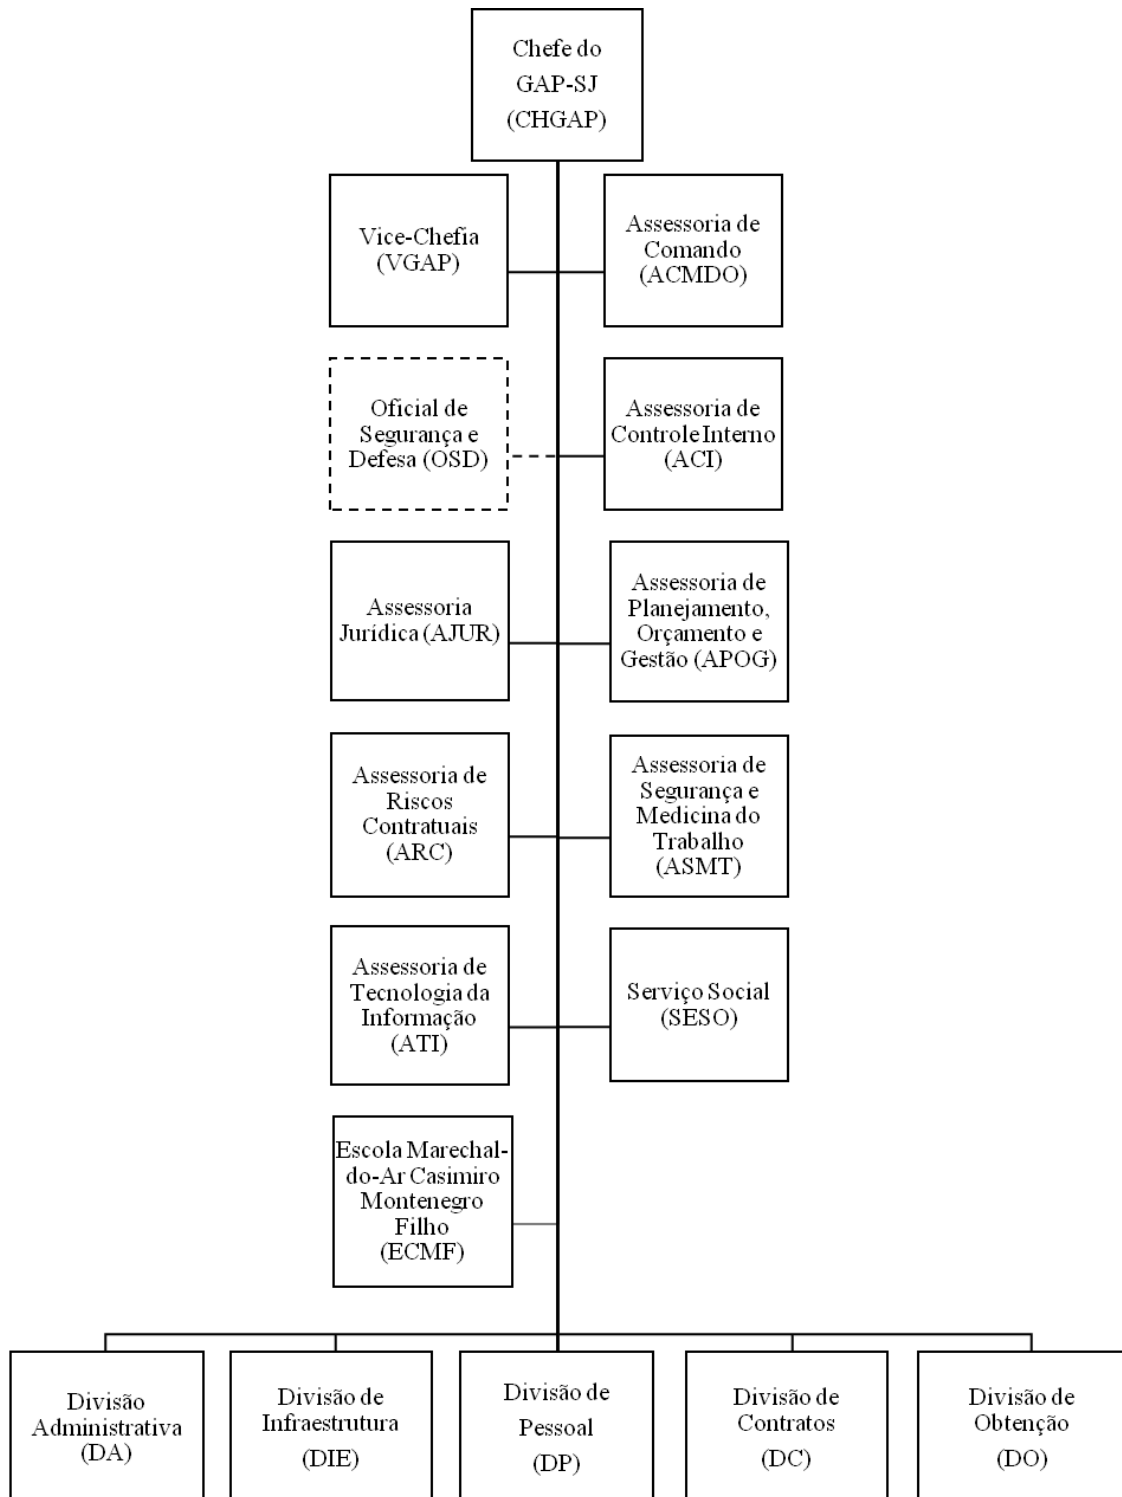 Chefe do
GAP-SJ
(CHGAP)
Vice-Chefia
(VGAP)
Assessoria de
Comando
(ACMDO)
Oficial de
Segurança e
Defesa (OSD)
Assessoria de
Controle Interno
(ACI)
Assessoria
Jurídica (AJUR)
Assessoria de
Planejamento,
Orçamento e
Gestão (APOG)
Assessoria de
Riscos
Contratuais
(ARC)
Assessoria de
Segurança e
Medicina do
Trabalho
(ASMT)
Assessoria de
Tecnologia da
Informação
(ATI)
Serviço Social
(SESO)
Escola Marechal-
do-Ar Casimiro
Montenegro
Filho
(ECMF)
Divisão
Administrativa
(DA)
Divisão de
Infraestrutura
(DIE)
Divisão de
Pessoal
(DP)
Divisão de
Contratos
(DC)
Divisão de
Obtenção
(DO)